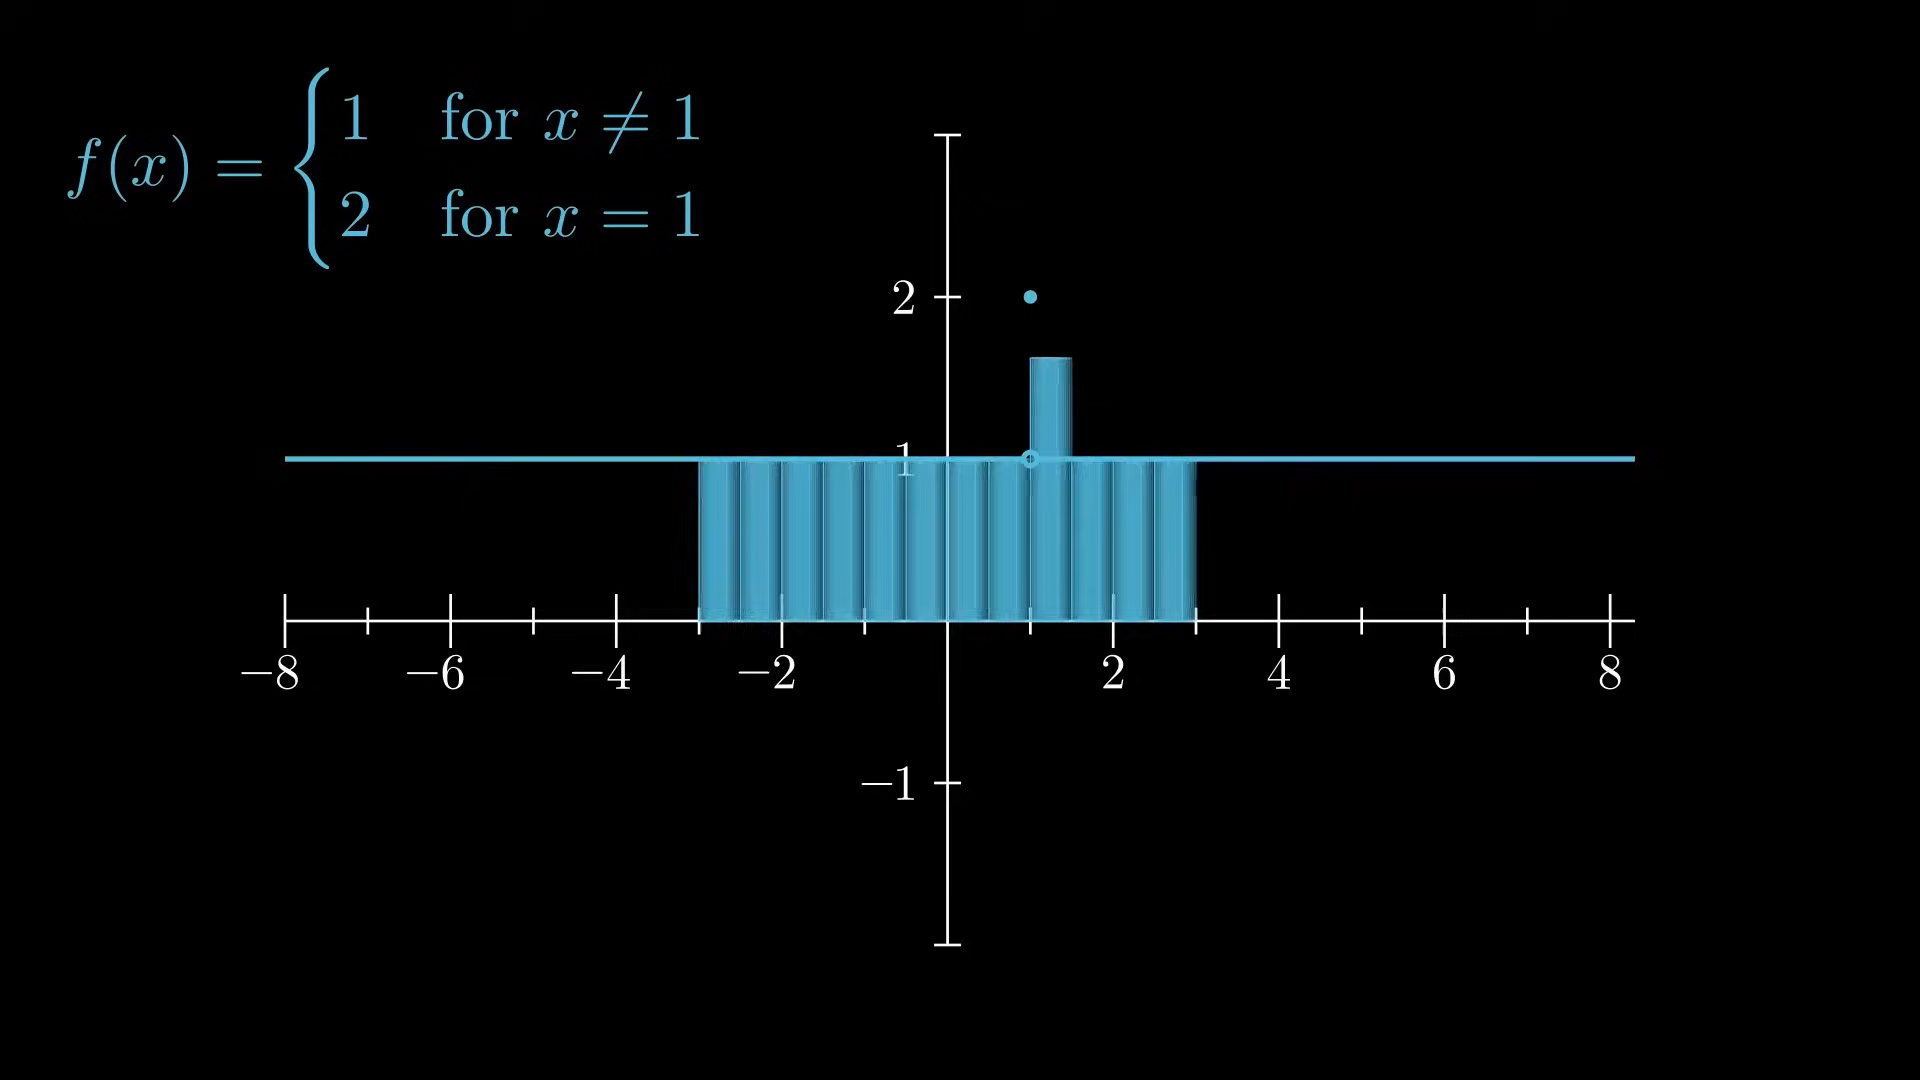 f(x) = { 1 for x ≠ 1
2 for x = 1
2
1
−8 −6 −4 −2 2 4 6 8
−1